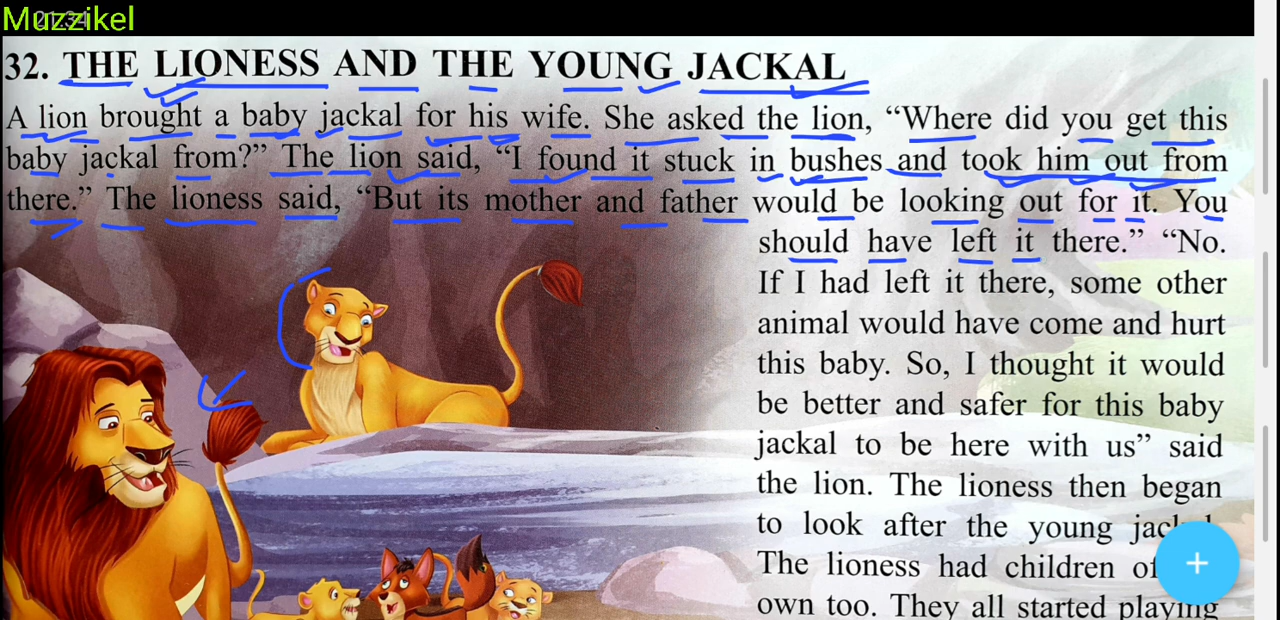 Muzzikel
32. THE LIONESS AND THE YOUNG JACKAL
A lion brought a baby jackal for his wife. She asked the lion, “Where did you get this
baby jackal from?” The lion said, “I found it stuck in bushes and took him out from
there.” The lioness said, “But its mother and father would be looking out for it. You
should have left it there.” “No.
If I had left it there, some other
animal would have come and hurt
this baby. So, I thought it would
be better and safer for this baby
jackal to be here with us” said
the lion. The lioness then began
to look after the young
The lioness had children
own too. They all started playing
+